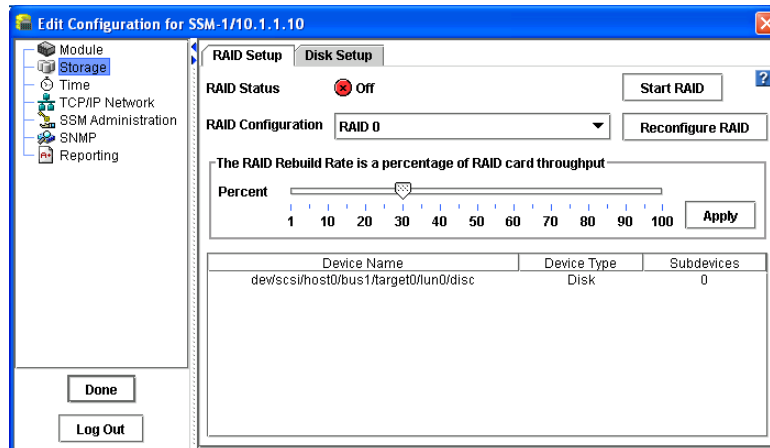 Edit Configuration for SSM-1/10.1.1.10
Module
Storage
Time
TCP/IP Network
SSM Administration
SNMP
Reporting
Done
Log Out
RAID Setup
Disk Setup
RAID Status
Off
Start RAID
?
RAID Configuration
RAID 0
Reconfigure RAID
The RAID Rebuild Rate is a percentage of RAID card throughput
Percent
1 10 20 30 40 50 60 70 80 90 100
Apply
Device Name Device Type Subdevices
dev/scsi/host0/bus1/target0/lun0/disc Disk 0